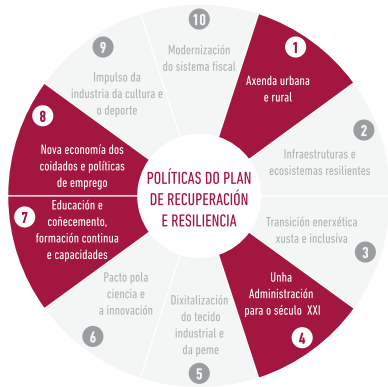 POLÍTICAS DO PLAN
DE RECUPERACIÓN
E RESILIENCIA
1
Axenda urbana
e rural
2
Infraestruturas e
ecosistemas resilientes
Transición enerxética
xusta e inclusiva
3
Unha
Administración
para o século XXI
4
Dixitalización
do tecido
industrial e
da peme
5
Pacto pola
ciencia e
a innovación
6
Educación e
coñecemento,
formación continua
e capacidades
7
8
Nova economía dos
coidados e políticas
de emprego
9
Impulso da
industria da cultura e
o deporte
10
Modernización
do sistema fiscal